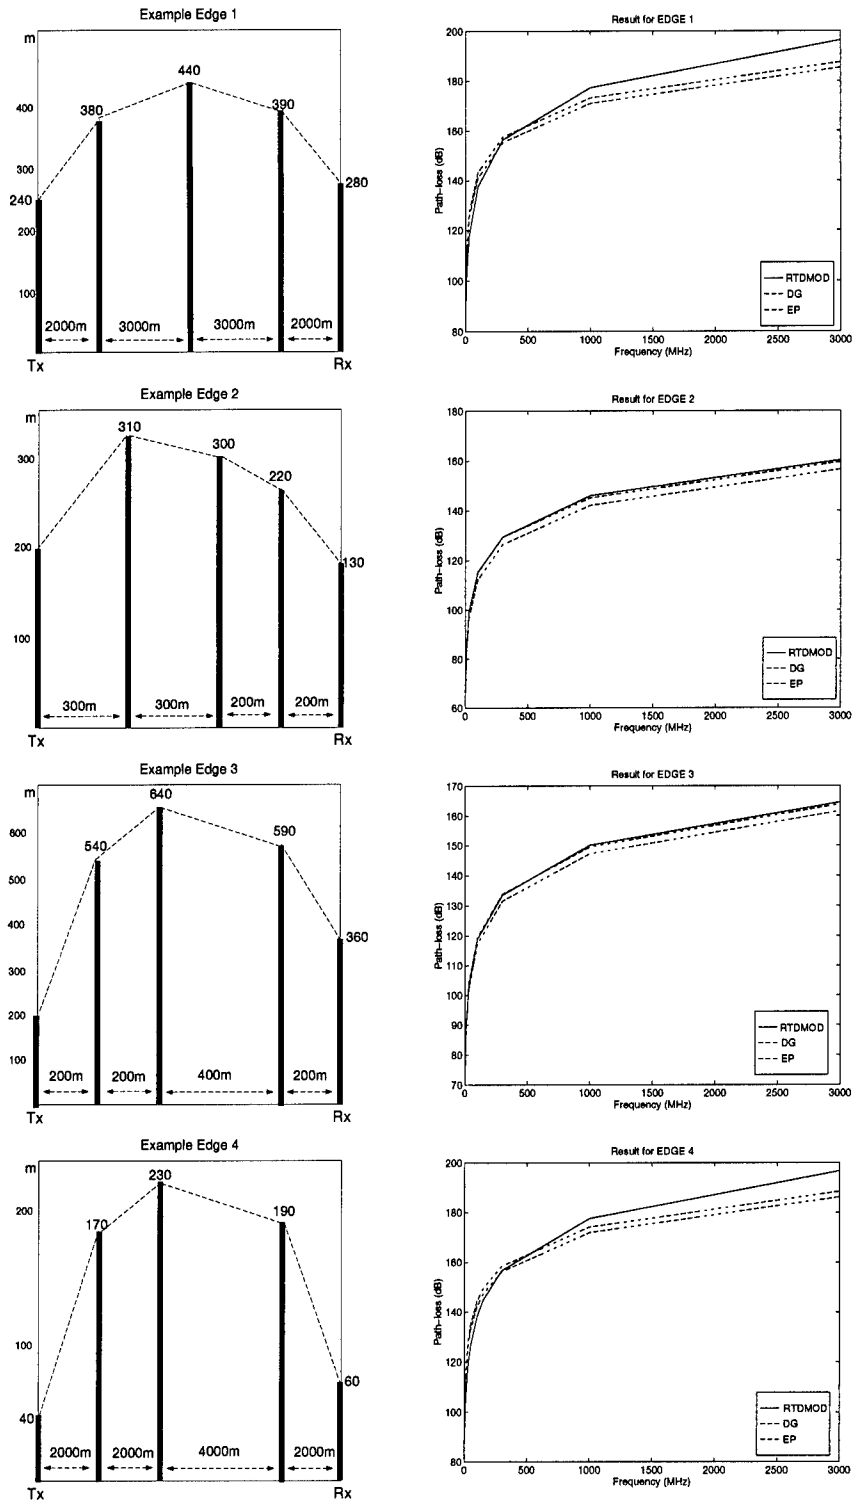 Example Edge 1
m
440
400
380
390
300
280
240
200
100
2000m 3000m 3000m 2000m
Tx Rx
Result for EDGE 1
200
180
160
140
120
100
80
Path-loss (dB)
RTDMOD
DG
EP
0 500 1000 1500 2000 2500 3000
Frequency (MHz)
Example Edge 2
m
310
300
300
220
200
130
100
300m 300m 200m 200m
Tx Rx
Result for EDGE 2
180
160
140
120
100
80
60
Path-loss (dB)
RTDMOD
DG
EP
0 500 1000 1500 2000 2500 3000
Frequency (MHz)
Example Edge 3
m
640
600
540
590
500
400
360
300
200
100
200m 200m 400m 200m
Tx Rx
Result for EDGE 3
170
160
150
140
130
120
110
100
90
80
70
Path-loss (dB)
RTDMOD
DG
EP
0 500 1000 1500 2000 2500 3000
Frequency (MHz)
Example Edge 4
m
230
200
170
190
100
60
40
2000m 2000m 4000m 2000m
Tx Rx
Result for EDGE 4
200
180
160
140
120
100
80
Path-loss (dB)
RTDMOD
DG
EP
0 500 1000 1500 2000 2500 3000
Frequency (MHz)